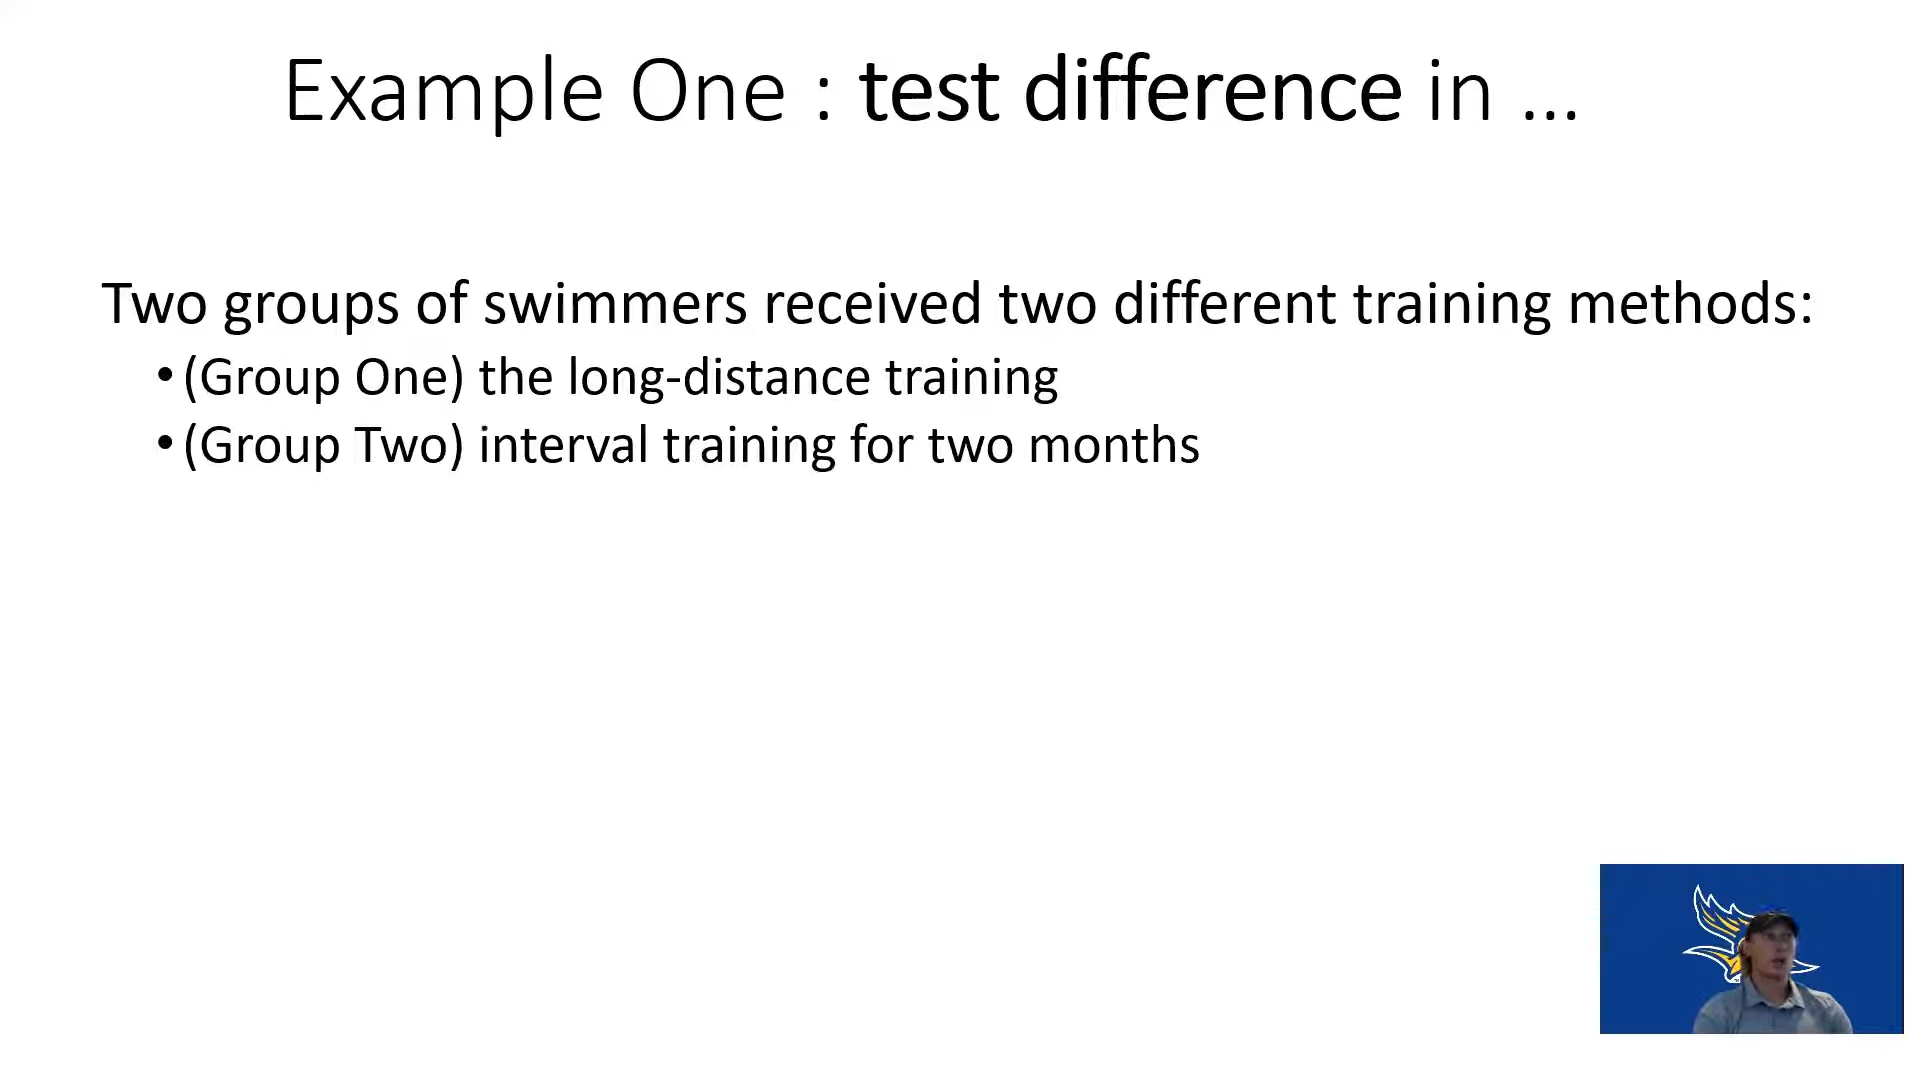 Example One : test difference in ...
Two groups of swimmers received two different training methods:
• (Group One) the long-distance training
• (Group Two) interval training for two months